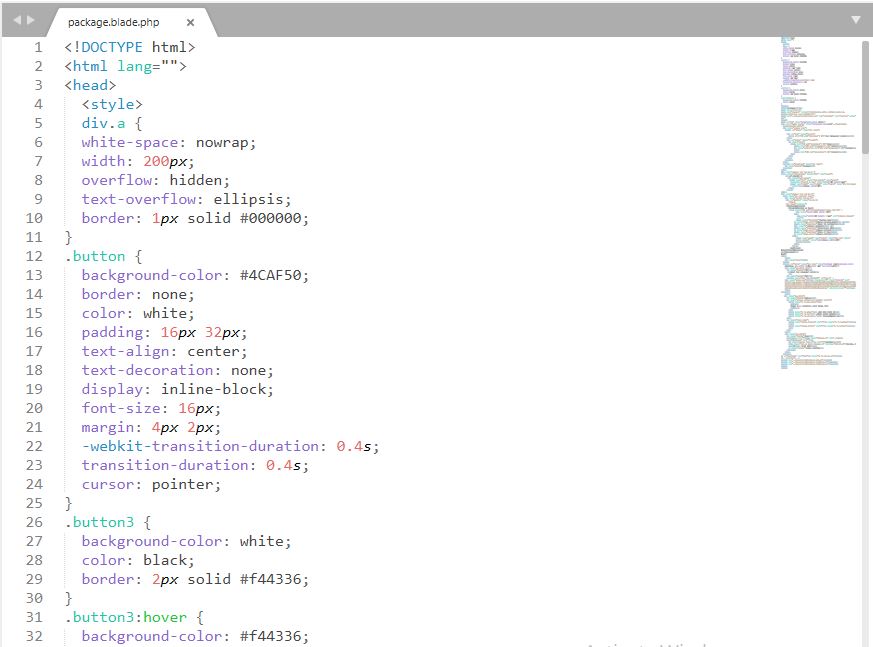 package.blade.php ×
1 <!DOCTYPE html>
2 <html lang="">
3 <head>
4 <style>
5 div.a {
6 white-space: nowrap;
7 width: 200px;
8 overflow: hidden;
9 text-overflow: ellipsis;
10 border: 1px solid #000000;
11 }
12 .button {
13 background-color: #4CAF50;
14 border: none;
15 color: white;
16 padding: 16px 32px;
17 text-align: center;
18 text-decoration: none;
19 display: inline-block;
20 font-size: 16px;
21 margin: 4px 2px;
22 -webkit-transition-duration: 0.4s;
23 transition-duration: 0.4s;
24 cursor: pointer;
25 }
26 .button3 {
27 background-color: white;
28 color: black;
29 border: 2px solid #f44336;
30 }
31 .button3:hover {
32 background-color: #f44336;